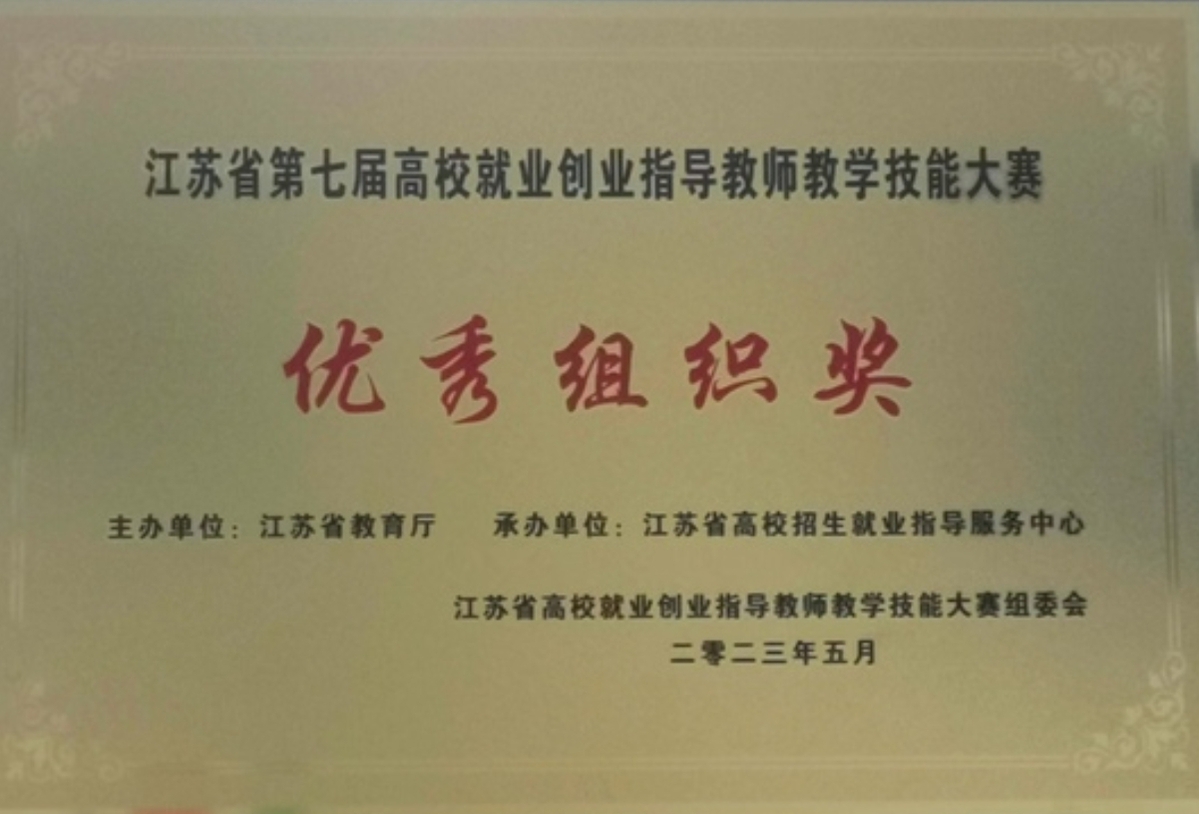 江苏省第七届高校就业创业指导教师教学技能大赛
优秀组织奖
主办单位：江苏省教育厅 承办单位：江苏省高校招生就业指导服务中心
江苏省高校就业创业指导教师教学技能大赛组委会
二零二三年五月